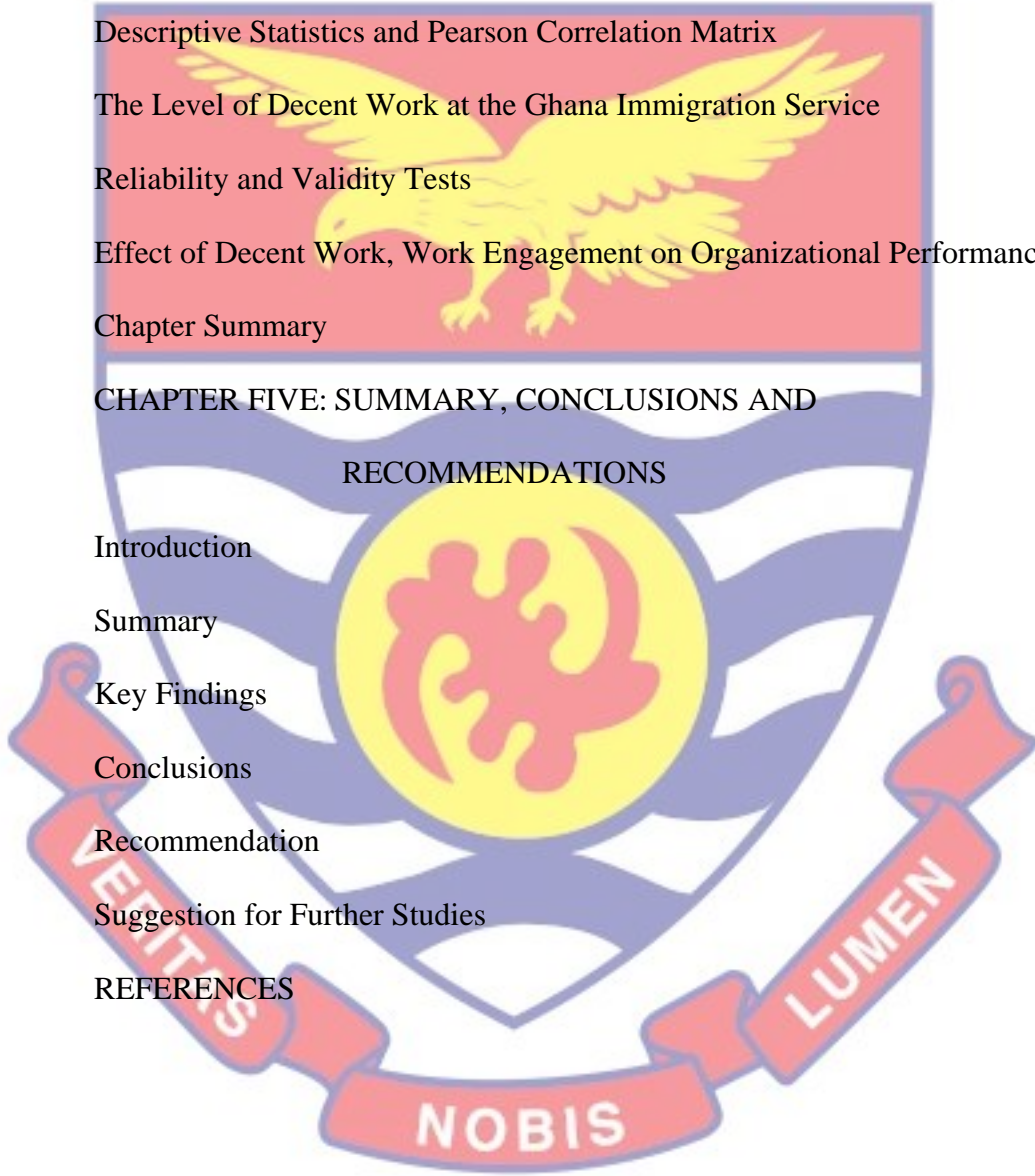 Descriptive Statistics and Pearson Correlation Matrix
The Level of Decent Work at the Ghana Immigration Service
Reliability and Validity Tests
Effect of Decent Work, Work Engagement on Organizational Performanc
Chapter Summary
CHAPTER FIVE: SUMMARY, CONCLUSIONS AND
RECOMMENDATIONS
Introduction
Summary
Key Findings
Conclusions
Recommendation
Suggestion for Further Studies
REFERENCES
VERITAS
NOBIS
LUMEN